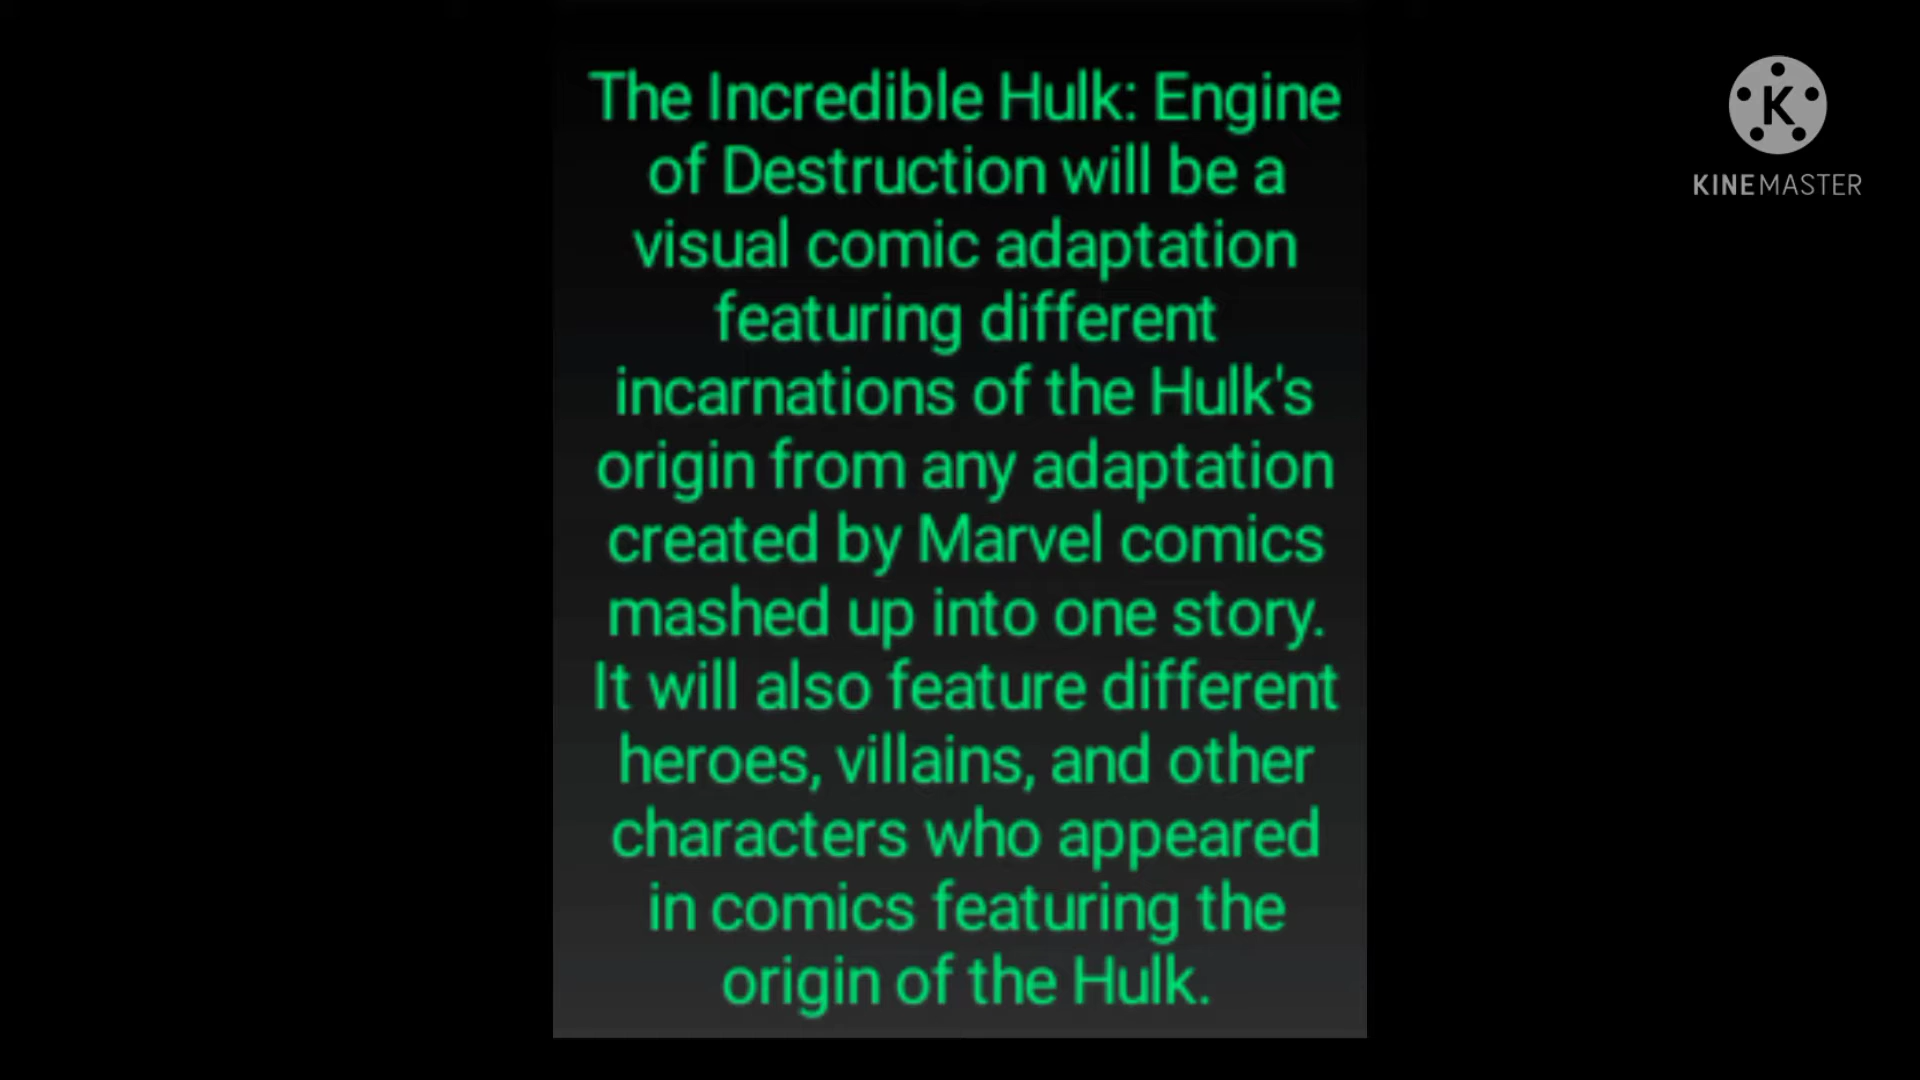 The Incredible Hulk: Engine
of Destruction will be a
visual comic adaptation
featuring different
incarnations of the Hulk's
origin from any adaptation
created by Marvel comics
mashed up into one story.
It will also feature different
heroes, villains, and other
characters who appeared
in comics featuring the
origin of the Hulk.
K
KINEMASTER